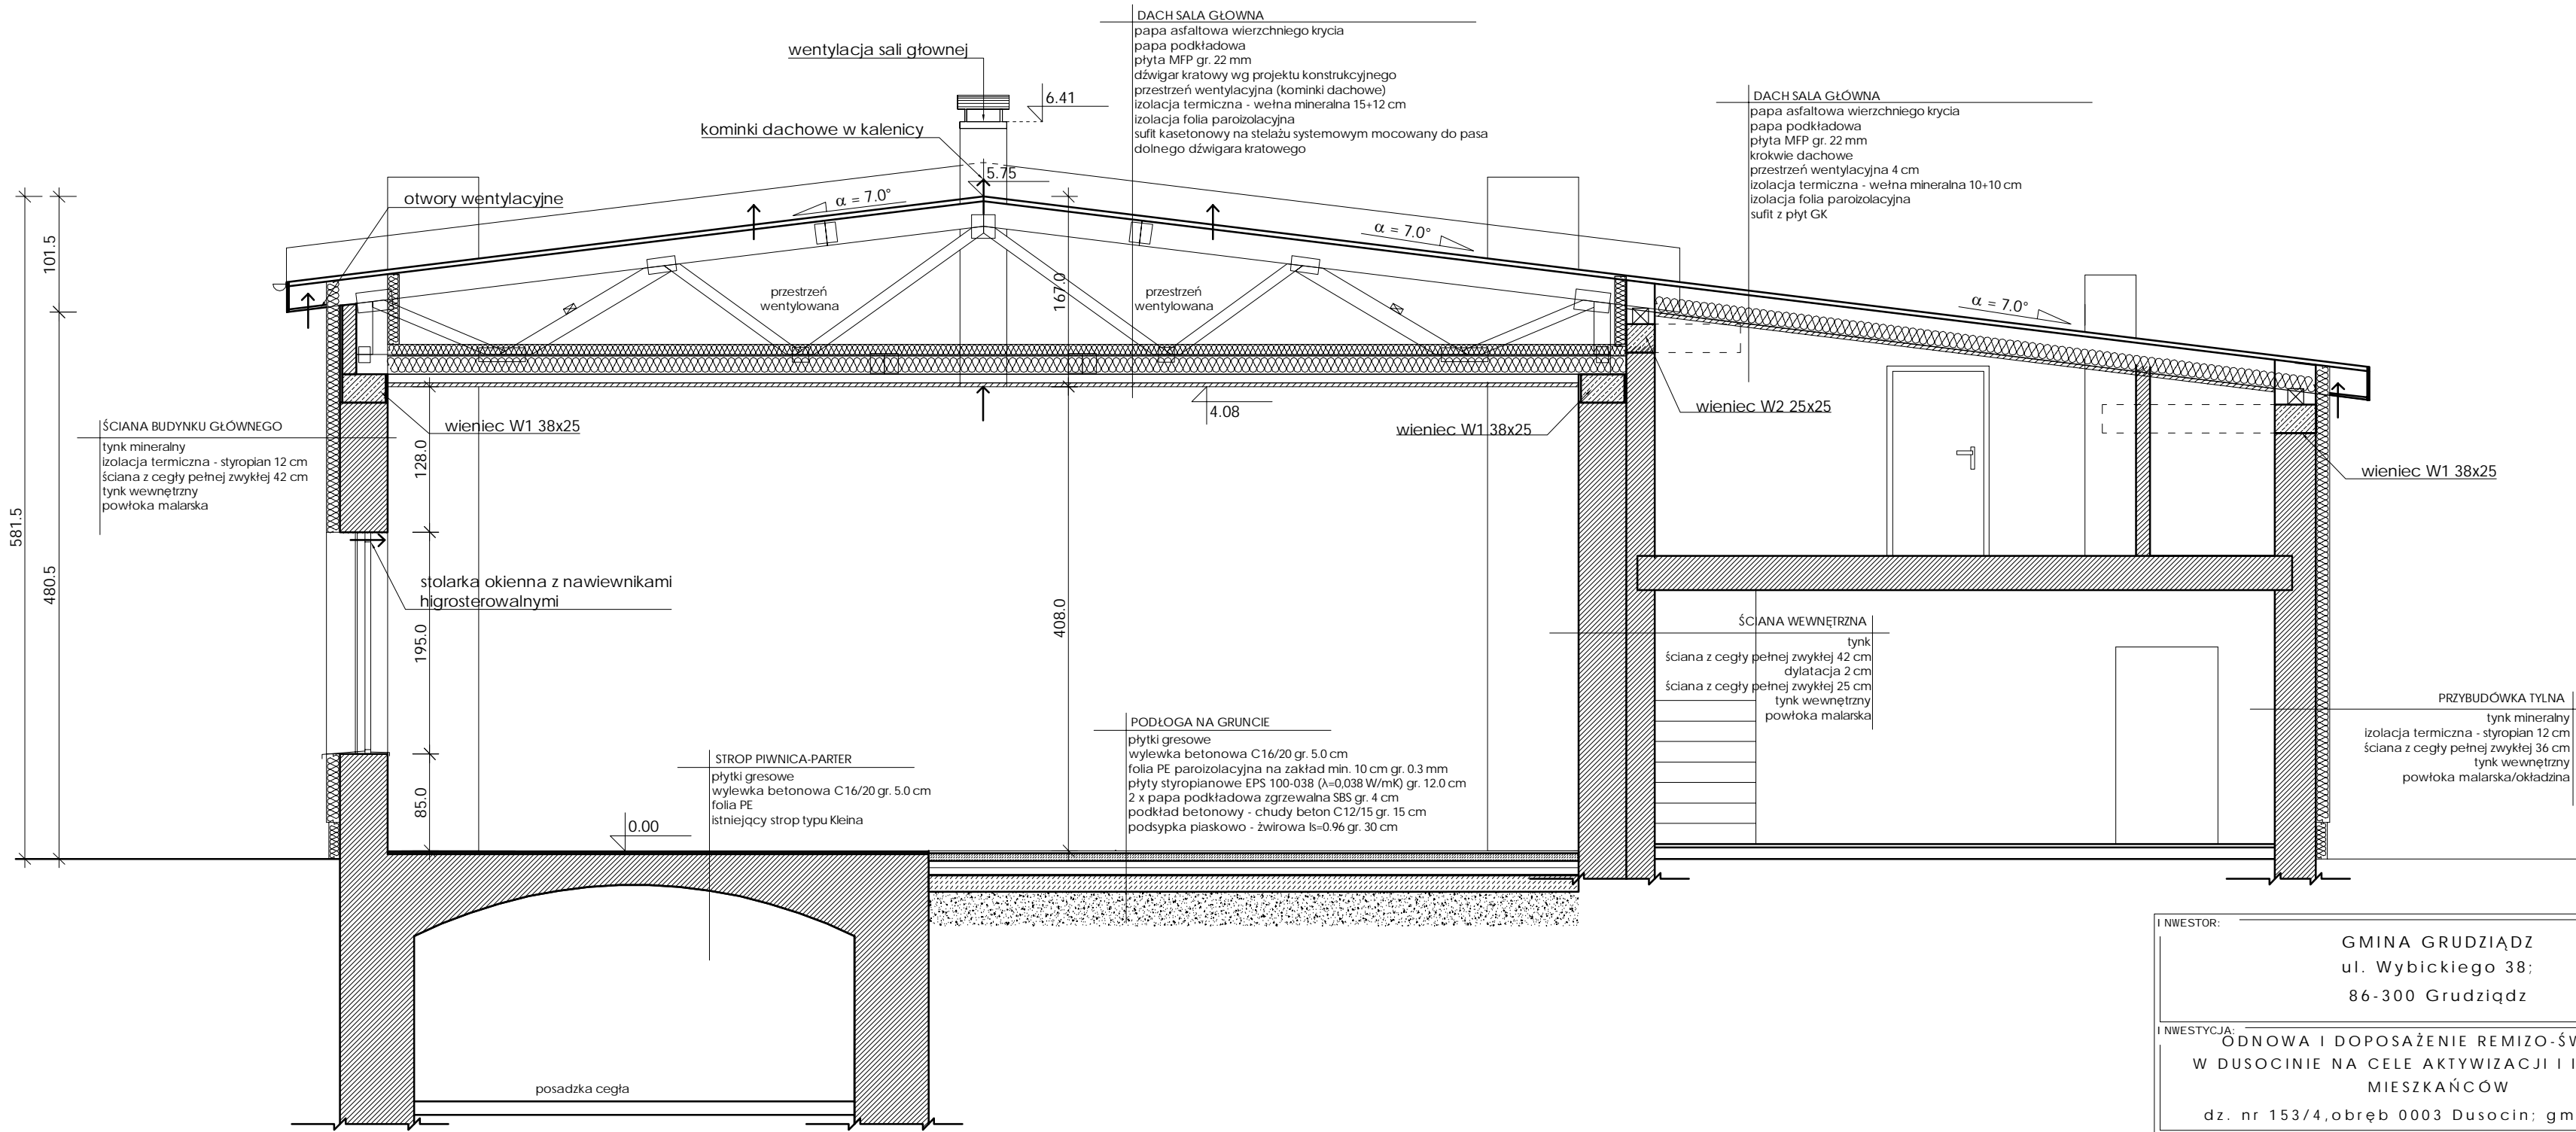 DACH SALA GŁOWNA
papa asfaltowa wierzchniego krycia
papa podkładowa
płyta MFP gr. 22 mm
dźwigar kratowy wg projektu konstrukcyjnego
przestrzeń wentylacyjna (kominki dachowe)
izolacja termiczna - wełna mineralna 15+12 cm
izolacja folia paroizolacyjna
sufit kasetonowy na stelażu systemowym mocowany do pasa
dolnego dźwigara kratowego
wentylacja sali głownej
6.41
kominki dachowe w kalenicy
DACH SALA GŁÓWNA
papa asfaltowa wierzchniego krycia
papa podkładowa
płyta MFP gr. 22 mm
krokwie dachowe
przestrzeń wentylacyjna 4 cm
izolacja termiczna - wełna mineralna 10+10 cm
izolacja folia paroizolacyjna
sufit z płyt GK
5.75
otwory wentylacyjne
α = 7.0°
α = 7.0°
α = 7.0°
101.5
581.5
480.5
przestrzeń
wentylowana
167.0
przestrzeń
wentylowana
4.08
wieniec W1 38x25
wieniec W1 38x25
wieniec W2 25x25
wieniec W1 38x25
ŚCIANA BUDYNKU GŁÓWNEGO
tynk mineralny
izolacja termiczna - styropian 12 cm
ściana z cegły pełnej zwykłej 42 cm
tynk wewnętrzny
powłoka malarska
128.0
195.0
85.0
408.0
stolarka okienna z nawiewnikami
higrosterowalnymi
ŚCIANA WEWNĘTRZNA
tynk
ściana z cegły pełnej zwykłej 42 cm
dylatacja 2 cm
ściana z cegły pełnej zwykłej 25 cm
tynk wewnętrzny
powłoka malarska
PRZYBUDÓWKA TYLNA
tynk mineralny
izolacja termiczna - styropian 12 cm
ściana z cegły pełnej zwykłej 36 cm
tynk wewnętrzny
powłoka malarska/okładzina
PODŁOGA NA GRUNCIE
płytki gresowe
wylewka betonowa C16/20 gr. 5.0 cm
folia PE paroizolacyjna na zakład min. 10 cm gr. 0.3 mm
płyty styropianowe EPS 100-038 (λ=0,038 W/mK) gr. 12.0 cm
2 x papa podkładowa zgrzewalna SBS gr. 4 cm
podkład betonowy - chudy beton C12/15 gr. 15 cm
podsypka piaskowo - żwirowa Is=0.96 gr. 30 cm
STROP PIWNICA-PARTER
płytki gresowe
wylewka betonowa C16/20 gr. 5.0 cm
folia PE
istniejący strop typu Kleina
0.00
posadzka cegła
INWESTOR:
GMINA GRUDZIĄDZ
ul. Wybickiego 38;
86-300 Grudziądz
INWESTYCJA:
ODNOWA I DOPOSAŻENIE REMIZO-ŚW
W DUSOCINIE NA CELE AKTYWIZACJI I I
MIESZKAŃCÓW
dz. nr 153/4,obręb 0003 Dusocin; gm